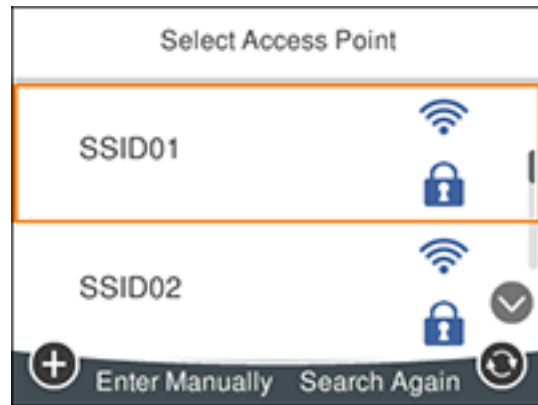 Select Access Point
SSID01
SSID02
Enter Manually Search Again